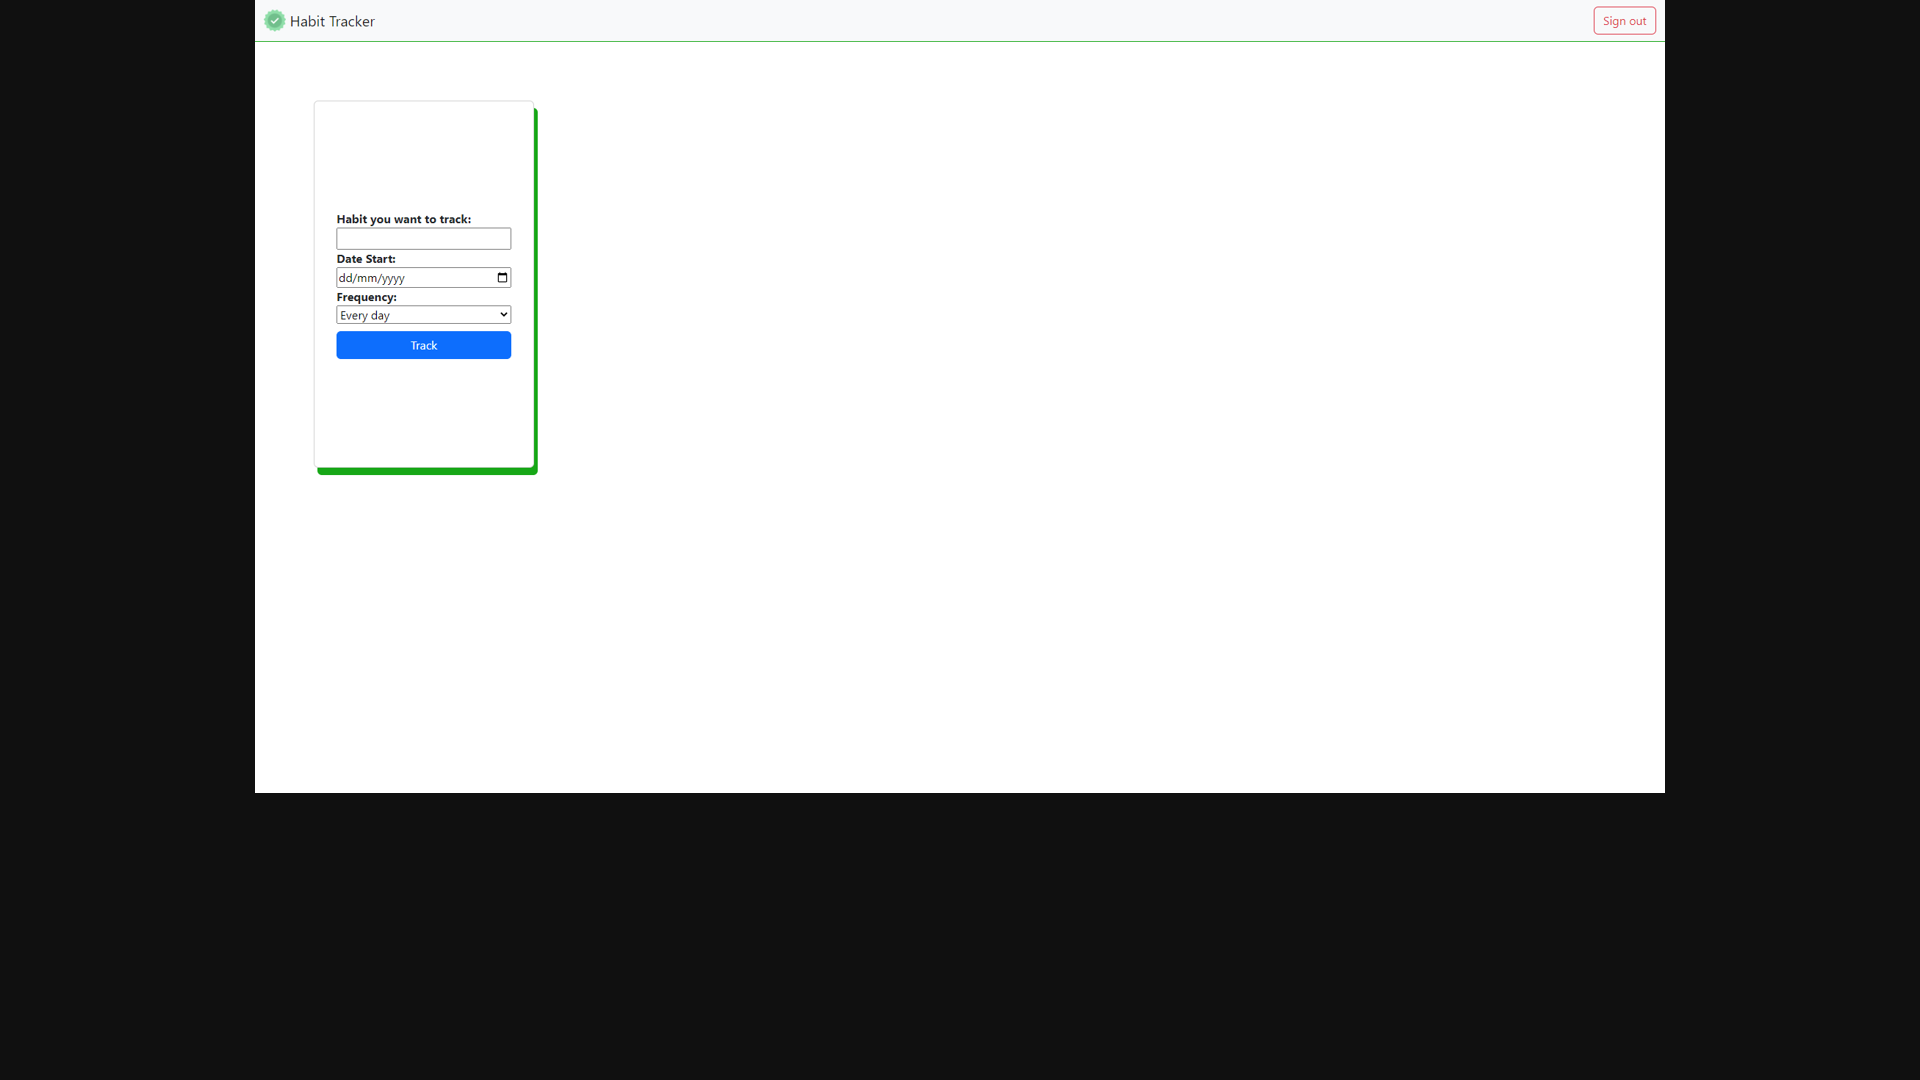 Habit Tracker
Sign out
Habit you want to track:
Date Start:
dd/mm/yyyy
Frequency:
Every day
Track